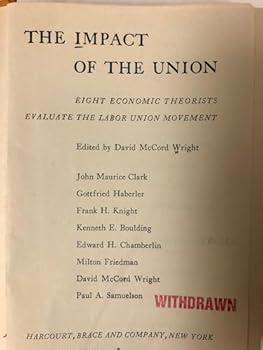 THE IMPACT
OF THE UNION
EIGHT ECONOMIC THEORISTS
EVALUATE THE LABOR UNION MOVEMENT
Edited by David McCord Wright
John Maurice Clark
Gottfried Haberler
Frank H. Knight
Kenneth E. Boulding
Edward H. Chamberlin
Milton Friedman
David McCord Wright
Paul A. Samuelson
WITHDRAWN
HARCOURT, BRACE AND COMPANY, NEW YORK